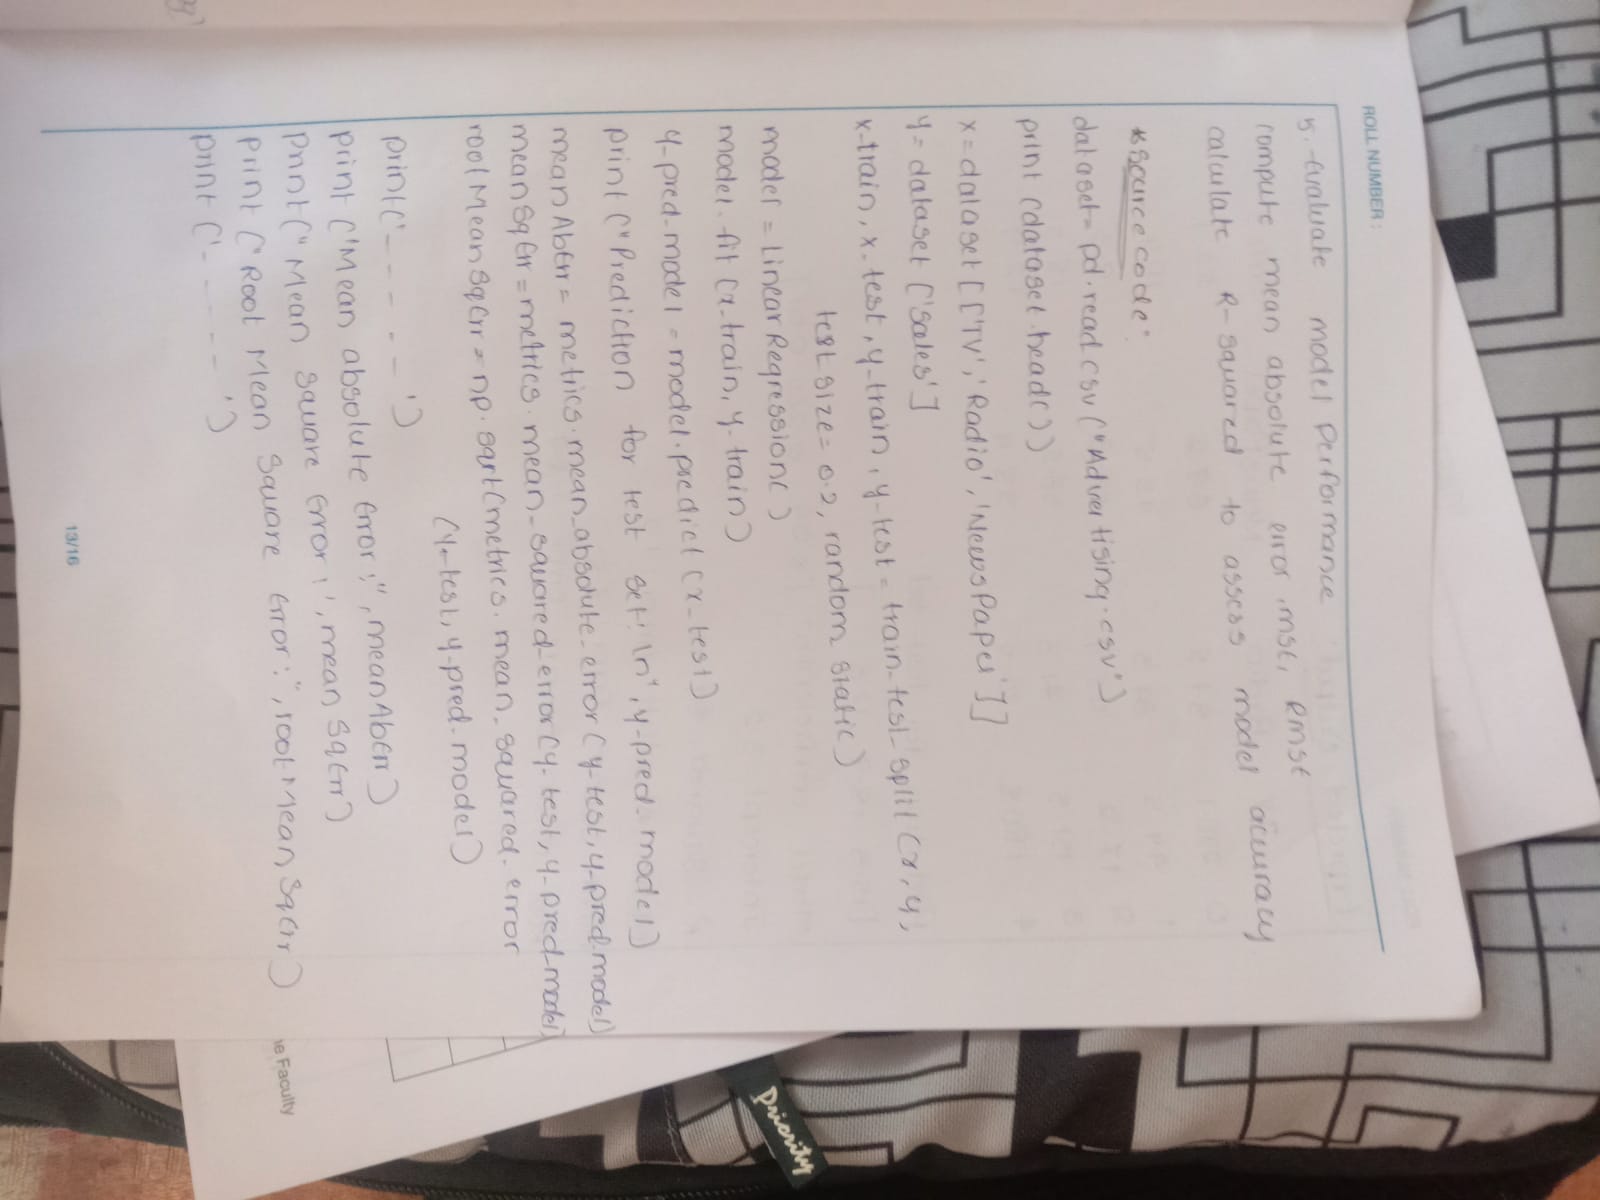 ROLL NUMBER :
5. Evaluate model performance
compute mean absolute error, mse, Rmse
calculate R-squared to assess model accuracy
* Source code:
dataset = pd.readcsv ("Advertising.csv")
print (dataset.head())
x = dataset [['TV', 'Radio', 'NewsPaper']]
y = dataset ['Sales']
x-train, x-test, y-train, y-test = train-test-split (x, y,
test size = 0.2, random static)
model = LinearRegression()
model.fit (x-train, y-train)
y-pred-model = model.predict (x-test)
print ("Prediction for test set: \n", y-pred-model)
meanAbErr = metrics.mean_absolute_error (y-test, y-pred-model)
meanSqErr = metrics.mean_squared_error (y-test, y-pred-model)
rootMeanSqErr = np.sqrt (metrics.mean_squared_error
(y-test, y-pred-model)
print ('- - - - - -')
print ('Mean absolute Error:", meanAbErr)
print (" Mean Square Error:', meanSqErr)
print (" Root Mean Square Error:", rootMeanSqErr)
print ('- - - - - -')
13/16
Faculty
Priority